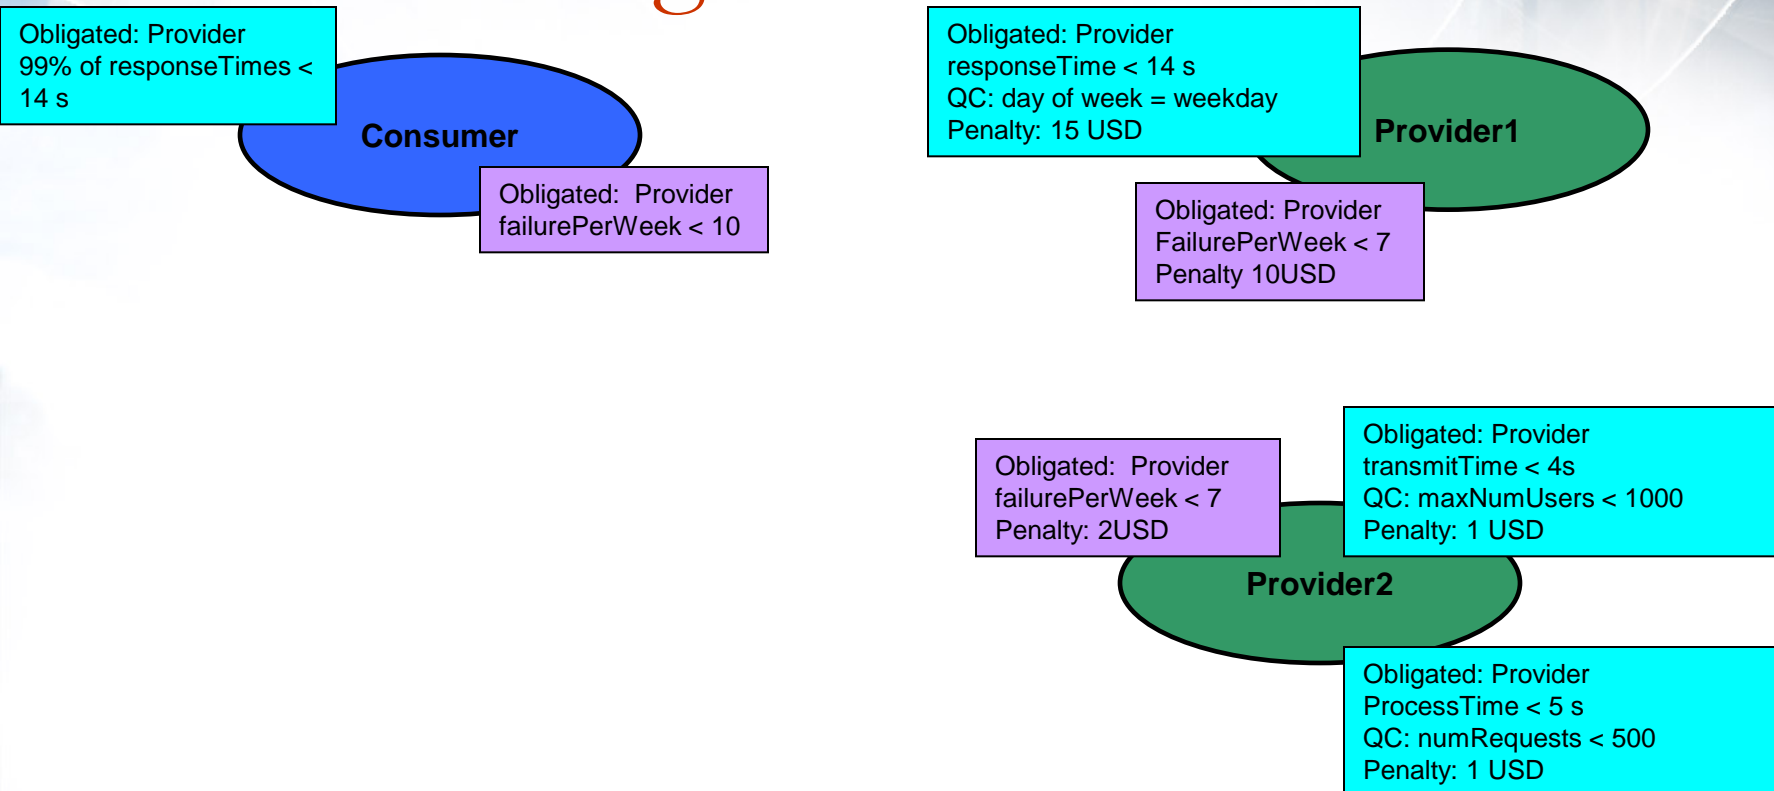 Obligated: Provider
99% of responseTimes <
14 s
Consumer
Obligated:  Provider
failurePerWeek < 10
Obligated: Provider
responseTime < 14 s
QC: day of week = weekday
Penalty: 15 USD
Provider1
Obligated: Provider
FailurePerWeek < 7
Penalty 10USD
Obligated:  Provider
failurePerWeek < 7
Penalty: 2USD
Obligated: Provider
transmitTime < 4s
QC: maxNumUsers < 1000
Penalty: 1 USD
Provider2
Obligated: Provider
ProcessTime < 5 s
QC: numRequests < 500
Penalty: 1 USD